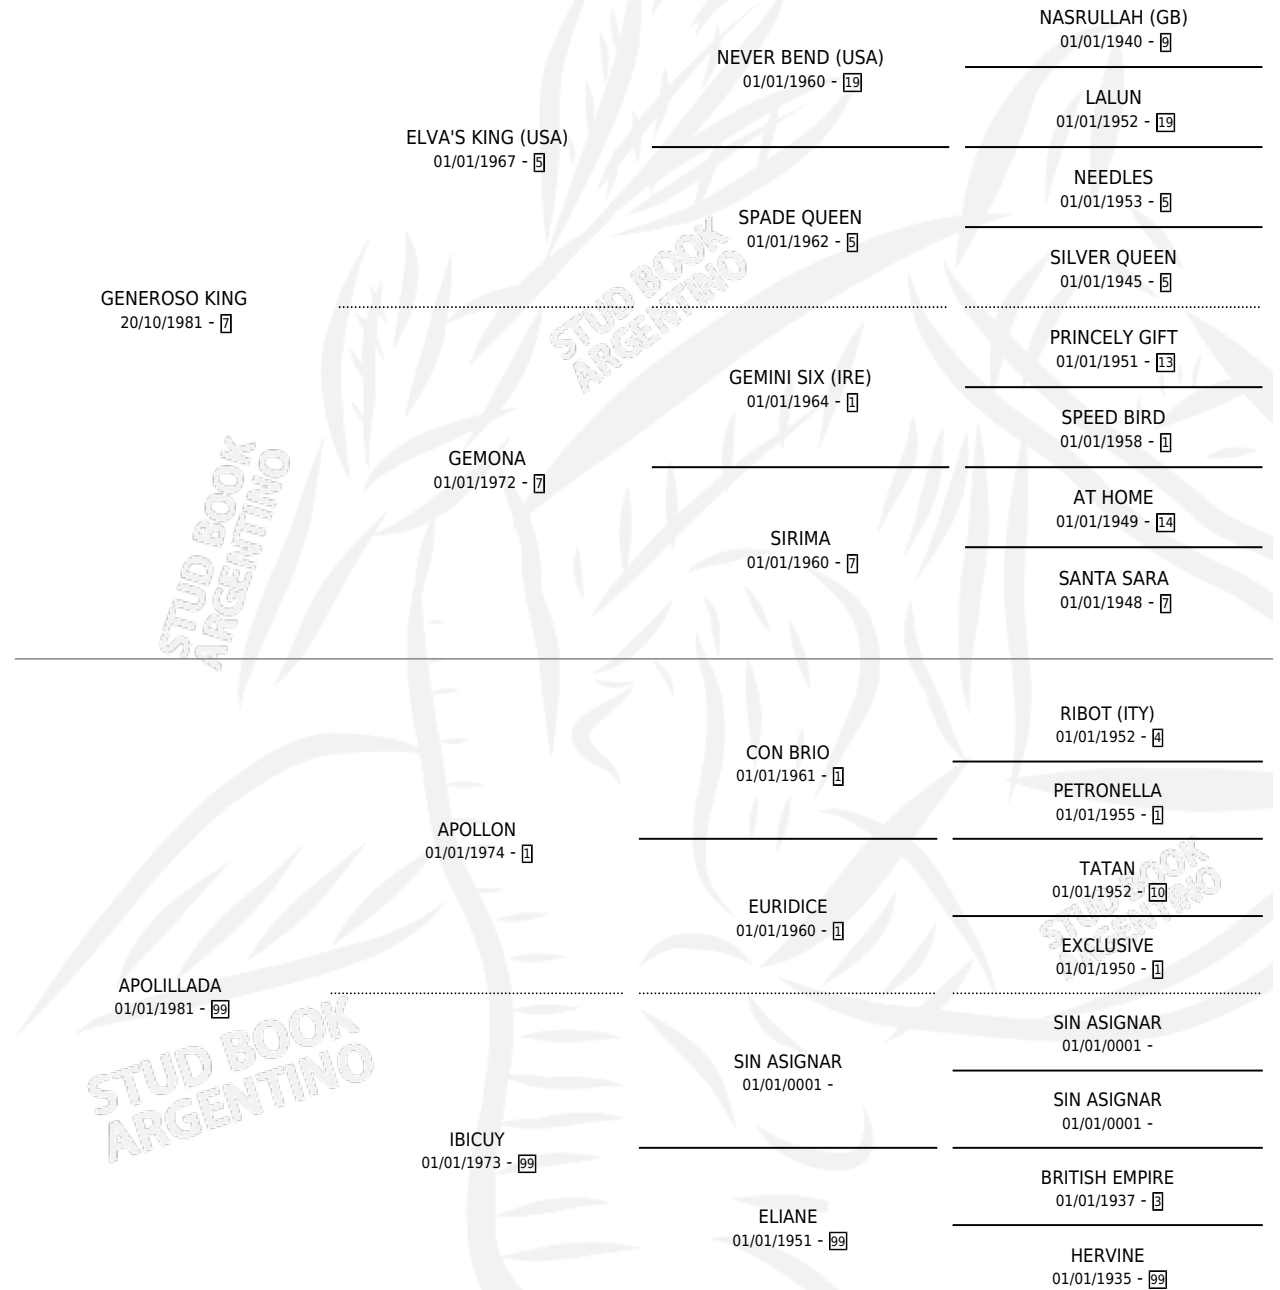 NASRULLAH (GB)
01/01/1940 - 9
NEVER BEND (USA)
01/01/1960 - 19
LALUN
01/01/1952 - 19
ELVA'S KING (USA)
01/01/1967 - 5
NEEDLES
01/01/1953 - 5
SPADE QUEEN
01/01/1962 - 5
SILVER QUEEN
01/01/1945 - 5
GENEROSO KING
20/10/1981 - 7
PRINCELY GIFT
01/01/1951 - 13
GEMINI SIX (IRE)
01/01/1964 - 1
SPEED BIRD
01/01/1958 - 1
GEMONA
01/01/1972 - 7
AT HOME
01/01/1949 - 14
SIRIMA
01/01/1960 - 7
SANTA SARA
01/01/1948 - 7
RIBOT (ITY)
01/01/1952 - 4
CON BRIO
01/01/1961 - 1
PETRONELLA
01/01/1955 - 1
APOLLON
01/01/1974 - 1
TATAN
01/01/1952 - 10
EURIDICE
01/01/1960 - 1
EXCLUSIVE
01/01/1950 - 1
APOLILLADA
01/01/1981 - 99
SIN ASIGNAR
01/01/0001 -
SIN ASIGNAR
01/01/0001 -
SIN ASIGNAR
01/01/0001 -
IBICUY
01/01/1973 - 99
BRITISH EMPIRE
01/01/1937 - 3
ELIANE
01/01/1951 - 99
HERVINE
01/01/1935 - 99
STUD BOOK
ARGENTINO
STUD BOOK
ARGENTINO
STUD BOOK
ARGENTINO
STUD BOOK
ARGENTINO